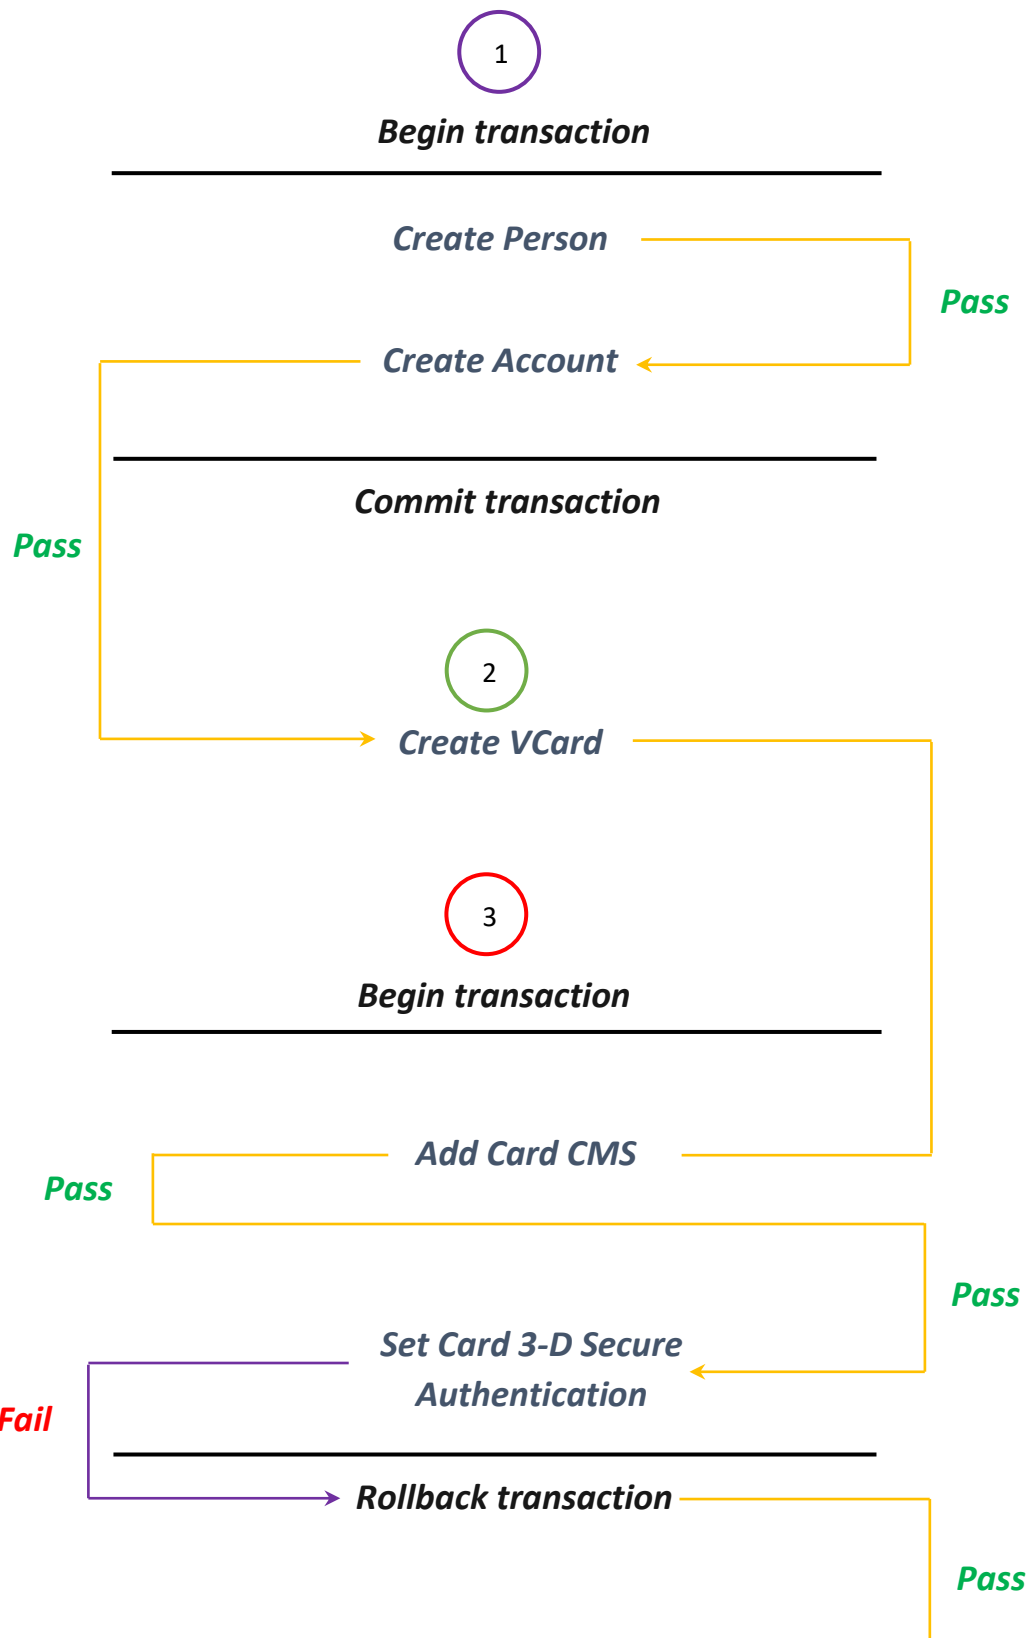 1
Begin transaction
Create Person
Pass
Create Account
Commit transaction
Pass
2
Create VCard
3
Begin transaction
Add Card CMS
Pass
Pass
Set Card 3-D Secure
Authentication
Fail
Rollback transaction
Pass